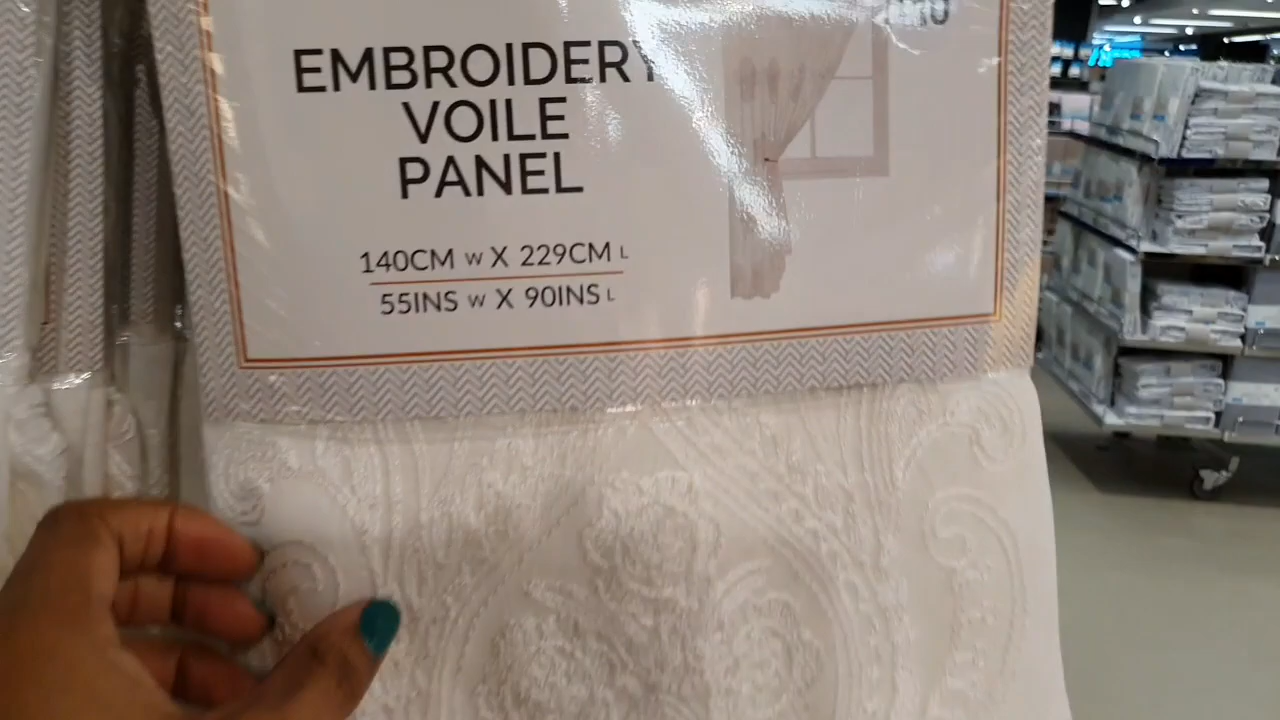 EMBROIDERY
VOILE
PANEL
140CM W X 229CM L
55INS W X 90INS L